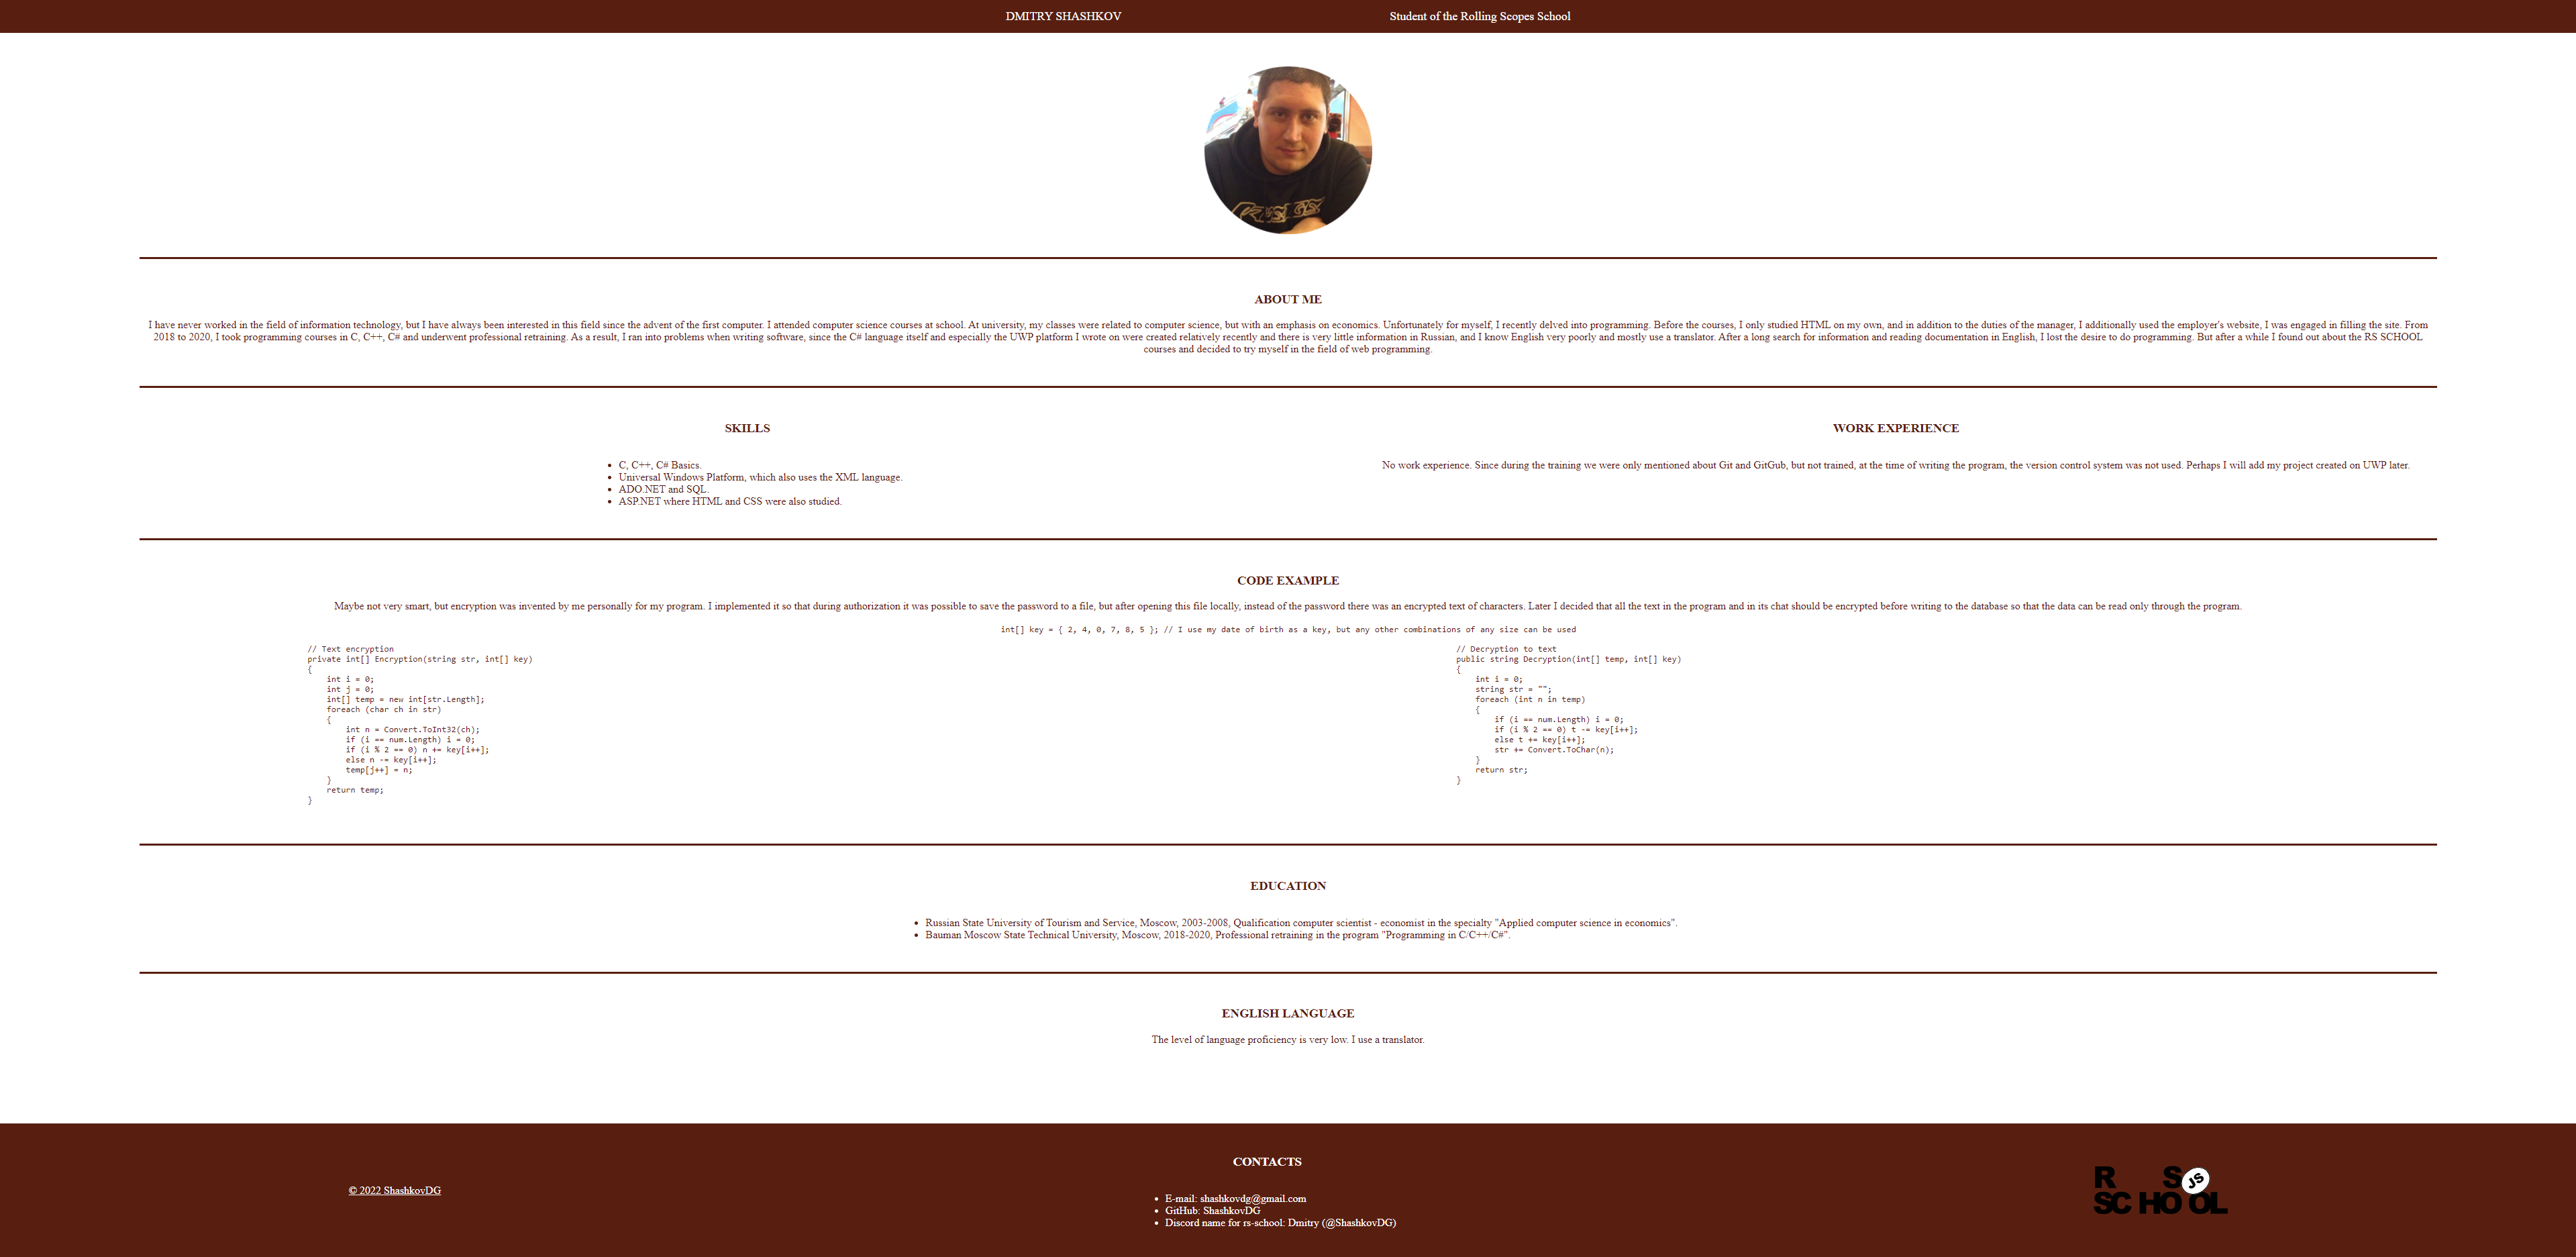 DMITRY SHASHKOV
Student of the Rolling Scopes School
ABOUT ME
I have never worked in the field of information technology, but I have always been interested in this field since the advent of the first computer. I attended computer science courses at school. At university, my classes were related to computer science, but with an emphasis on economics. Unfortunately for myself, I recently delved into programming. Before the courses, I only studied HTML on my own, and in addition to the duties of the manager, I additionally used the employer's website, I was engaged in filling the site. From
2018 to 2020, I took programming courses in C, C++, C# and underwent professional retraining. As a result, I ran into problems when writing software, since the C# language itself and especially the UWP platform I wrote on were created relatively recently and there is very little information in Russian, and I know English very poorly and mostly use a translator. After a long search for information and reading documentation in English, I lost the desire to do programming. But after a while I found out about the RS SCHOOL
courses and decided to try myself in the field of web programming.
SKILLS
C, C++, C# Basics.
Universal Windows Platform, which also uses the XML language.
ADO.NET and SQL.
ASP.NET where HTML and CSS were also studied.
WORK EXPERIENCE
No work experience. Since during the training we were only mentioned about Git and GitGub, but not trained, at the time of writing the program, the version control system was not used. Perhaps I will add my project created on UWP later.
CODE EXAMPLE
Maybe not very smart, but encryption was invented by me personally for my program. I implemented it so that during authorization it was possible to save the password to a file, but after opening this file locally, instead of the password there was an encrypted text of characters. Later I decided that all the text in the program and in its chat should be encrypted before writing to the database so that the data can be read only through the program.
int[] key = { 2, 4, 0, 7, 8, 5 }; // I use my date of birth as a key, but any other combinations of any size can be used
// Text encryption
private int[] Encryption(string str, int[] key)
{
int i = 0;
int j = 0;
int[] temp = new int[str.Length];
foreach (char ch in str)
{
int n = Convert.ToInt32(ch);
if (i == num.Length) i = 0;
if (i % 2 == 0) n += key[i++];
else n -= key[i++];
temp[j++] = n;
}
return temp;
}
// Decryption to text
public string Decryption(int[] temp, int[] key)
{
int i = 0;
string str = "";
foreach (int n in temp)
{
if (i == num.Length) i = 0;
if (i % 2 == 0) t -= key[i++];
else t += key[i++];
str += Convert.ToChar(n);
}
return str;
}
EDUCATION
Russian State University of Tourism and Service, Moscow, 2003-2008, Qualification computer scientist - economist in the specialty "Applied computer science in economics".
Bauman Moscow State Technical University, Moscow, 2018-2020, Professional retraining in the program "Programming in C/C++/C#".
ENGLISH LANGUAGE
The level of language proficiency is very low. I use a translator.
© 2022 ShashkovDG
CONTACTS
E-mail: shashkovdg@gmail.com
GitHub: ShashkovDG
Discord name for rs-school: Dmitry (@ShashkovDG)
R S JS
SCHOOL